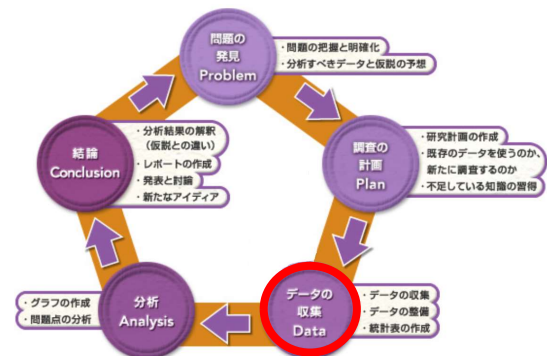 問題の
発見
Problem
・問題の把握と明確化
・分析すべきデータと仮説の予想
調査の
計画
Plan
・研究計画の作成
・既存のデータを使うのか、
新たに調査するのか
・不足している知識の習得
データの
収集
Data
・データの収集
・データの整備
・統計表の作成
分析
Analysis
・グラフの作成
・問題点の分析
結論
Conclusion
・分析結果の解釈
（仮説との違い）
・レポートの作成
・発表と討論
・新たなアイディア